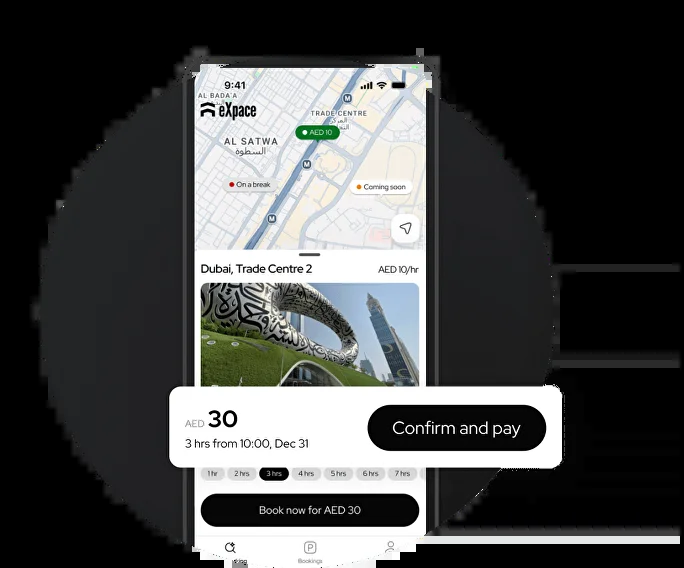 9:41
AL BADA'A
eXpace
TRADE CENTRE
المركز
M
AED 10
AL SATWA
السطوة
M
On a break
Coming soon
M
Dubai, Trade Centre 2
AED 10/hr
AED 30
3 hrs from 10:00, Dec 31
Confirm and pay
1 hr
2 hrs
3 hrs
4 hrs
5 hrs
6 hrs
7 hrs
Book now for AED 30
P
Bookings